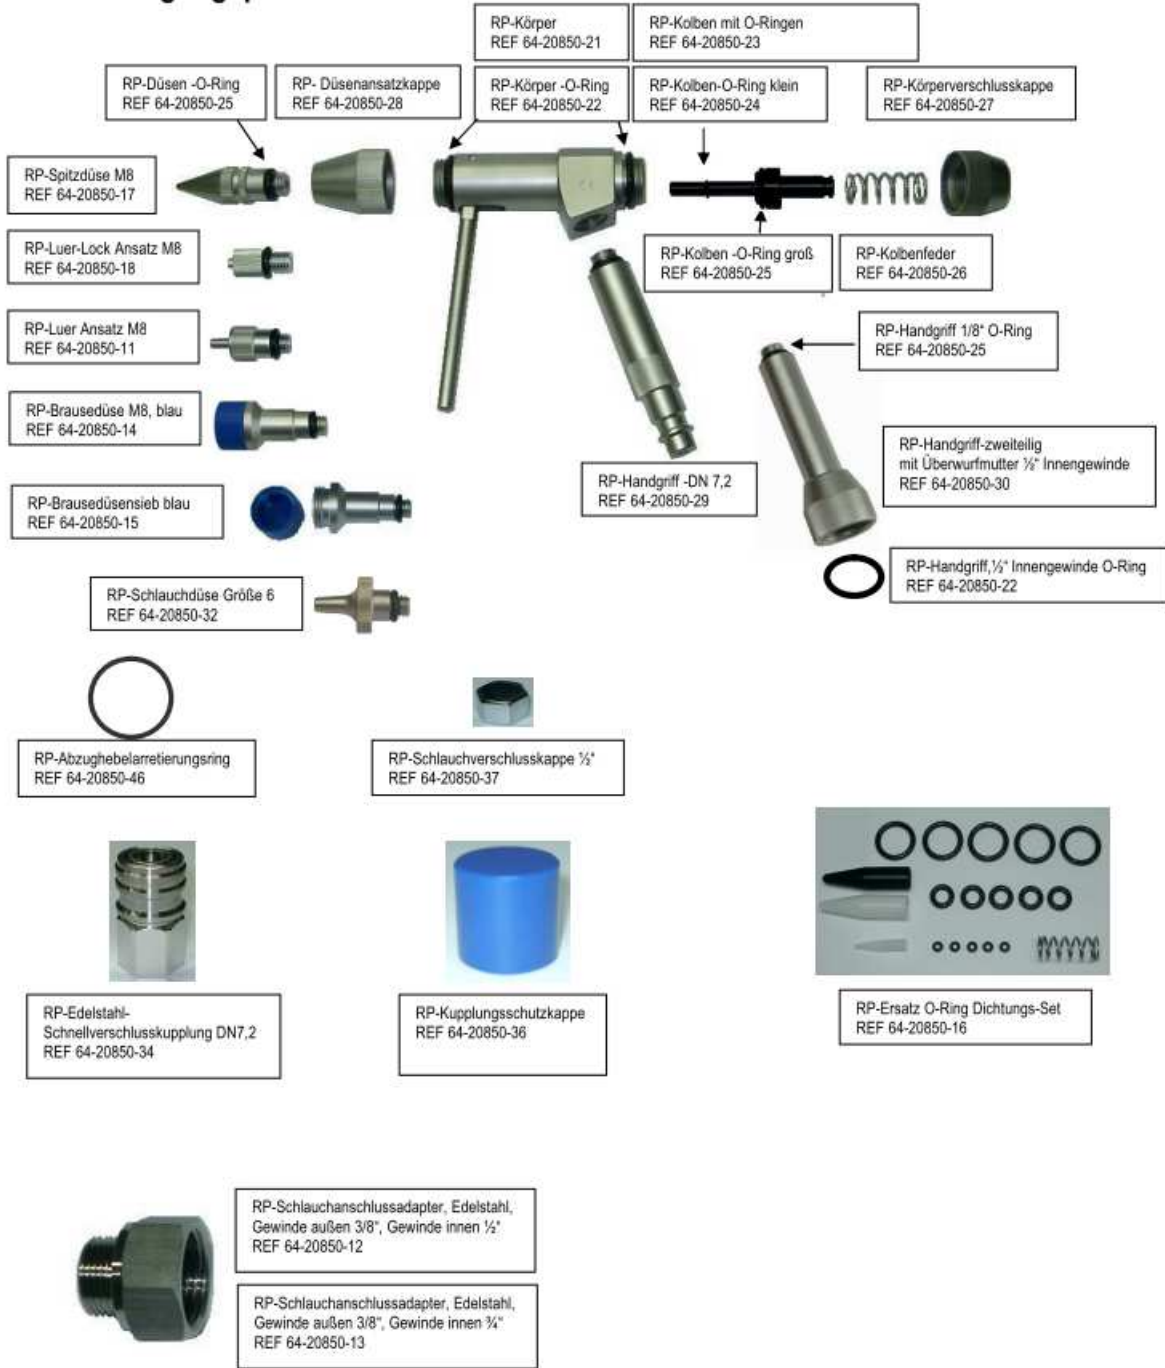 RP-Körper
REF 64-20850-21
RP-Kolben mit O-Ringen
REF 64-20850-23
RP-Düsen -O-Ring
REF 64-20850-25
RP- Düsenansatzkappe
REF 64-20850-28
RP-Körper -O-Ring
REF 64-20850-22
RP-Kolben-O-Ring klein
REF 64-20850-24
RP-Körperverschlusskappe
REF 64-20850-27
RP-Spitzdüse M8
REF 64-20850-17
RP-Luer-Lock Ansatz M8
REF 64-20850-18
RP-Kolben -O-Ring groß
REF 64-20850-25
RP-Kolbenfeder
REF 64-20850-26
RP-Luer Ansatz M8
REF 64-20850-11
RP-Handgriff 1/8" O-Ring
REF 64-20850-25
RP-Brausedüse M8, blau
REF 64-20850-14
RP-Handgriff-zweiteilig
mit Überwurfmutter ½" Innengewinde
REF 64-20850-30
RP-Handgriff -DN 7,2
REF 64-20850-29
RP-Brausedüsensieb blau
REF 64-20850-15
RP-Handgriff,½" Innengewinde O-Ring
REF 64-20850-22
RP-Schlauchdüse Größe 6
REF 64-20850-32
RP-Abzughebelarretierungsring
REF 64-20850-46
RP-Schlauchverschlusskappe ½"
REF 64-20850-37
RP-Edelstahl-
Schnellverschlusskupplung DN7,2
REF 64-20850-34
RP-Kupplungsschutzkappe
REF 64-20850-36
RP-Ersatz O-Ring Dichtungs-Set
REF 64-20850-16
RP-Schlauchanschlussadapter, Edelstahl,
Gewinde außen 3/8", Gewinde innen ½"
REF 64-20850-12
RP-Schlauchanschlussadapter, Edelstahl,
Gewinde außen 3/8", Gewinde innen ¾"
REF 64-20850-13